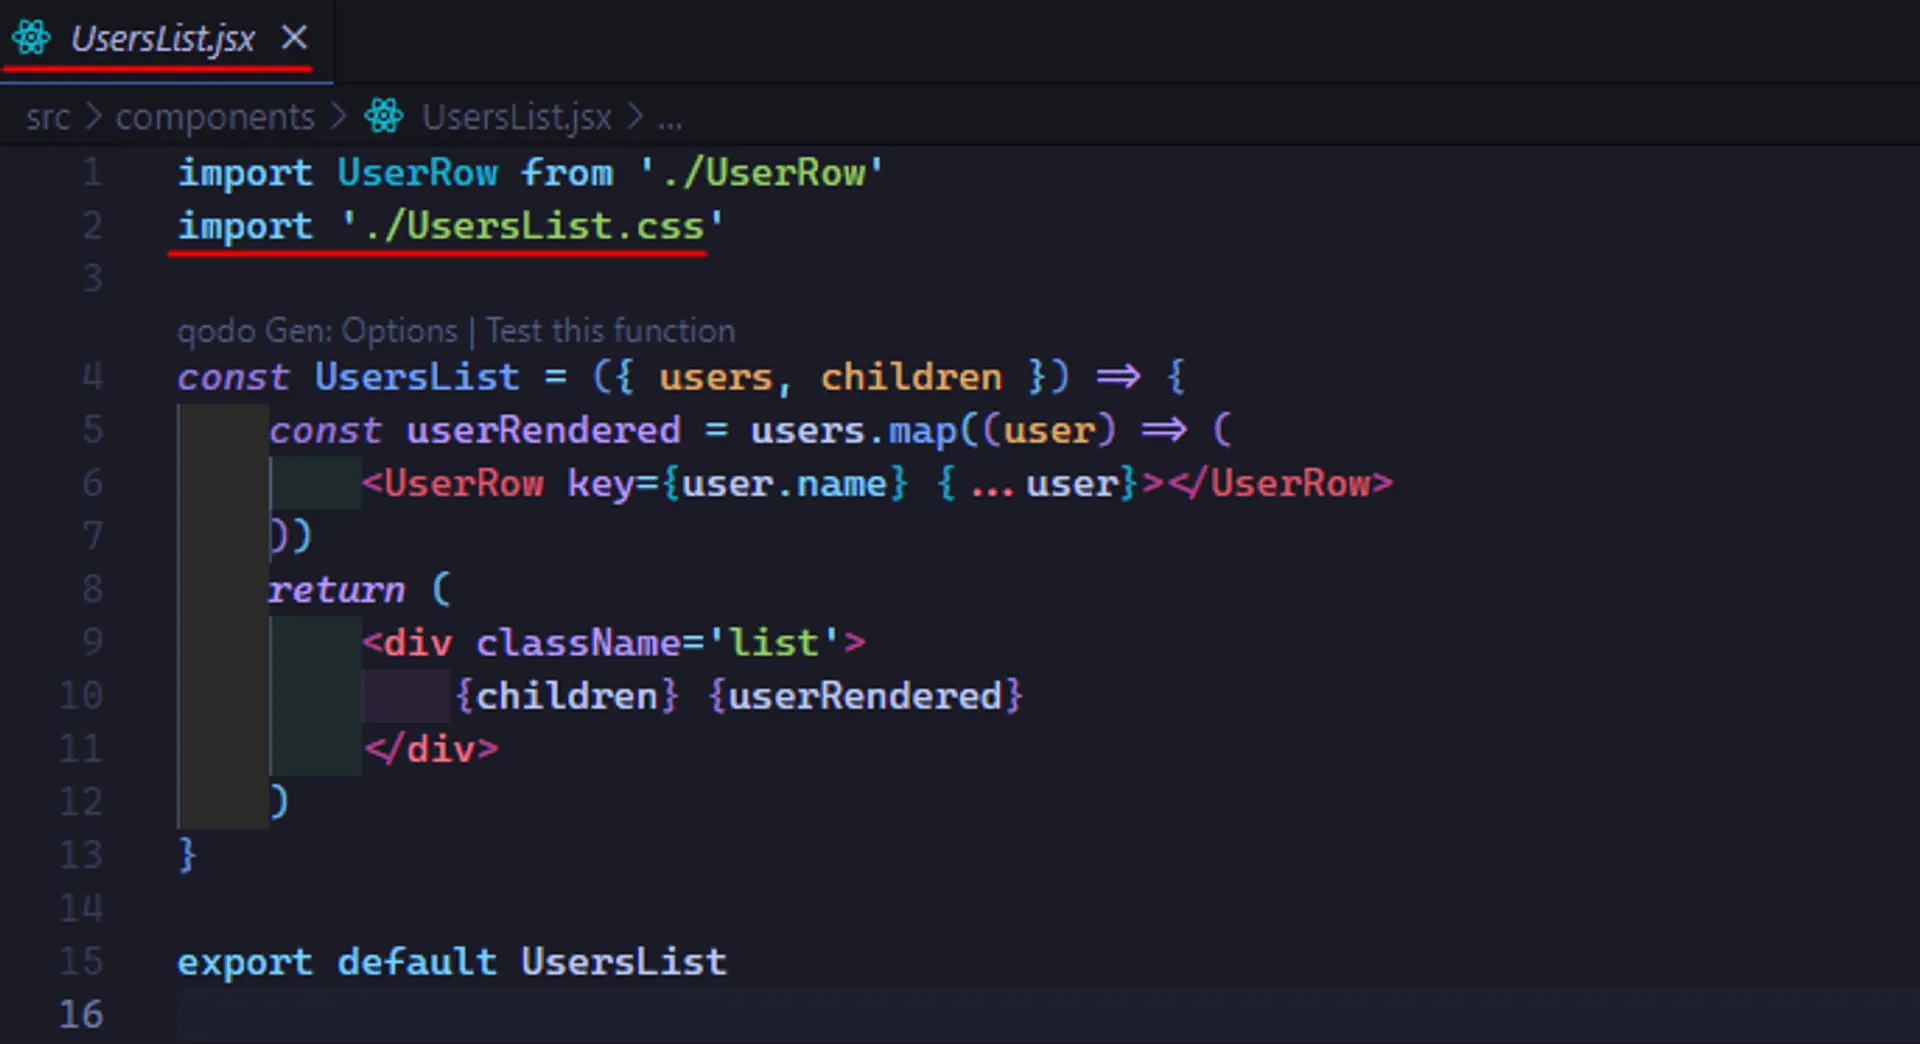 UsersList.jsx ×
src > components > UsersList.jsx > ...
1 import UserRow from './UserRow'
2 import './UsersList.css'
3
qodo Gen: Options | Test this function
4 const UsersList = ({ users, children }) => {
5     const userRendered = users.map((user) => (
6         <UserRow key={user.name} {...user}></UserRow>
7     ))
8     return (
9         <div className='list'>
10             {children} {userRendered}
11         </div>
12     )
13 }
14
15 export default UsersList
16